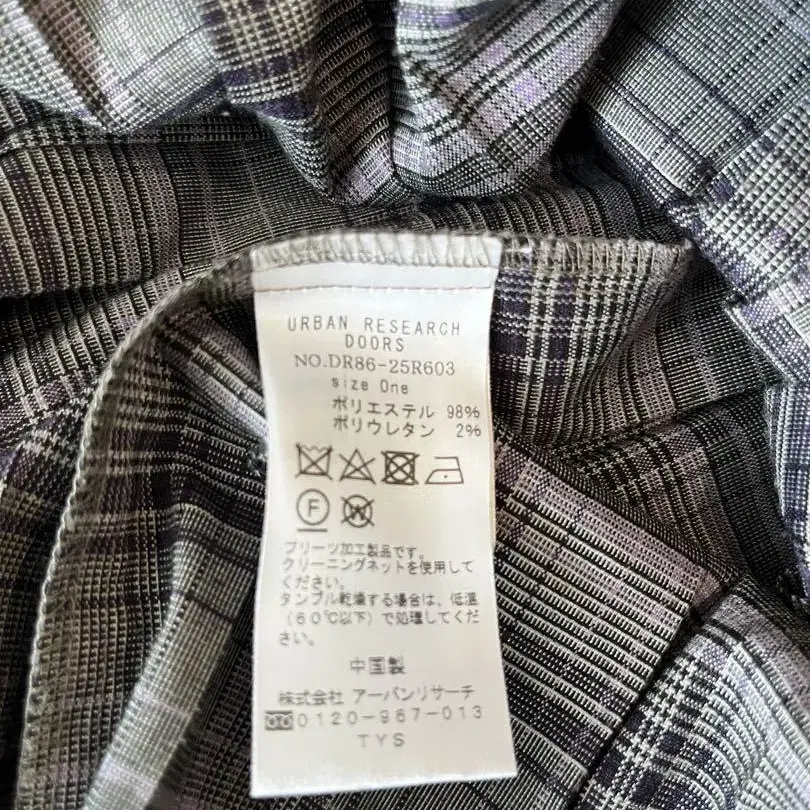 URBAN RESEARCH
DOORS
NO.DR86-25R603
size One
ポリエステル 98%
ポリウレタン 2%
F W
プリーツ加工製品です。
クリーニングネットを使用して
ください。
タンブル乾燥する場合は、低温
(60℃以下)で処理してくだ
さい。
中国製
株式会社 アーバンリサーチ
0120-967-013
TYS